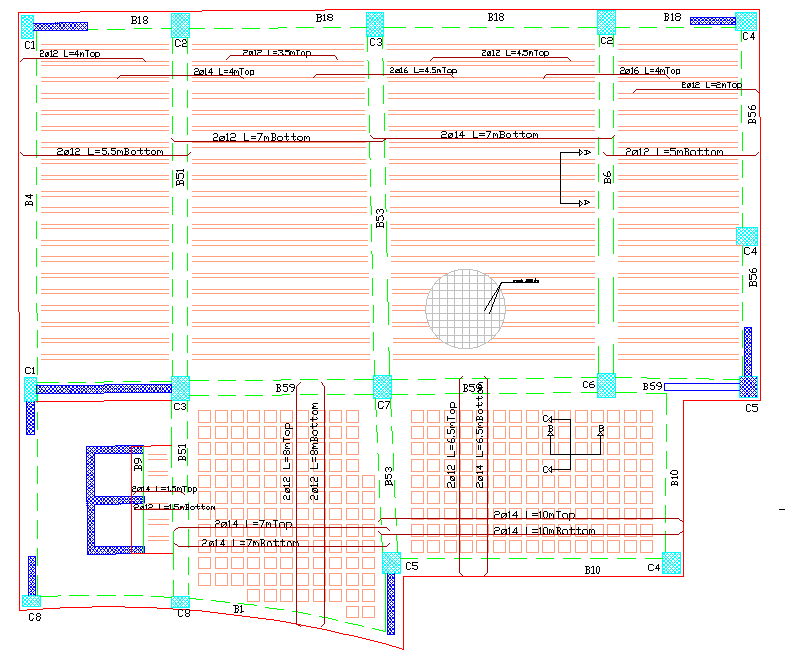 B18
B18
B18
B18
C1
C2
C3
C2
C4
2ø12 L=4mTop
2ø12 L=3.5mTop
2ø12 L=4.5mTop
2ø14 L=4mTop
2ø16 L=4.5mTop
2ø16 L=4mTop
2ø12 L=2mTop
B56
2ø12 L=7mBottom
2ø14 L=7mBottom
2ø12 L=5.5mBottom
2ø12 L=5mBottom
A
B51
B6
B4
A
B53
C4
B56
C1
B59
B59
C6
B59
C3
C7
C5
2ø12 L=8mTop
2ø12 L=8mBottom
2ø12 L=6.5mTop
2ø14 L=6.5mBottom
C
B
B
B51
B9
C
B53
B10
2ø14 L=1.5mTop
2ø12 L=1.5mBottom
2ø14 L=10mTop
2ø14 L=7mTop
2ø14 L=10mBottom
2ø14 L=7mBottom
C5
B10
C4
C8
C8
B1